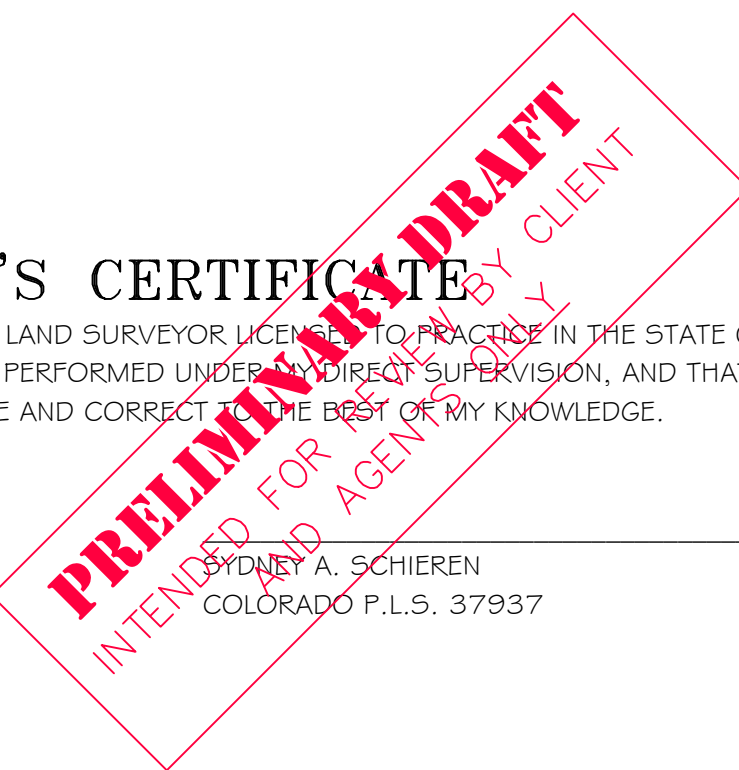 'S CERTIFICATE
LAND SURVEYOR LICENSED TO PRACTICE IN THE STATE
PERFORMED UNDER MY DIRECT SUPERVISION, AND THAT
E AND CORRECT TO THE BEST OF MY KNOWLEDGE.
SYDNEY A. SCHIEREN
COLORADO P.L.S. 37937
PRELIMINARY DRAFT
INTENDED FOR REVIEW BY CLIENT
AND AGENTS ONLY